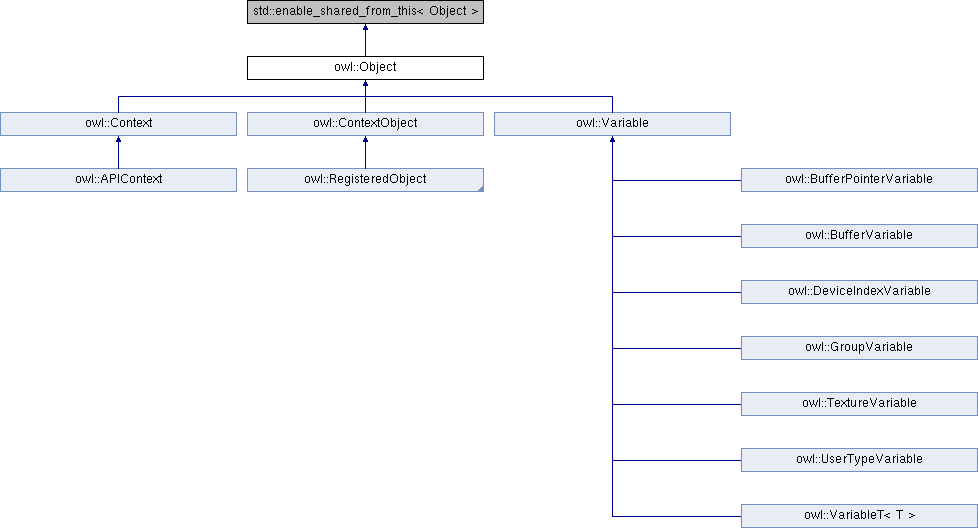 std::enable_shared_from_this< Object >
owl::Object
owl::Context
owl::ContextObject
owl::Variable
owl::APIContext
owl::RegisteredObject
owl::BufferPointerVariable
owl::BufferVariable
owl::DeviceIndexVariable
owl::GroupVariable
owl::TextureVariable
owl::UserTypeVariable
owl::VariableT< T >